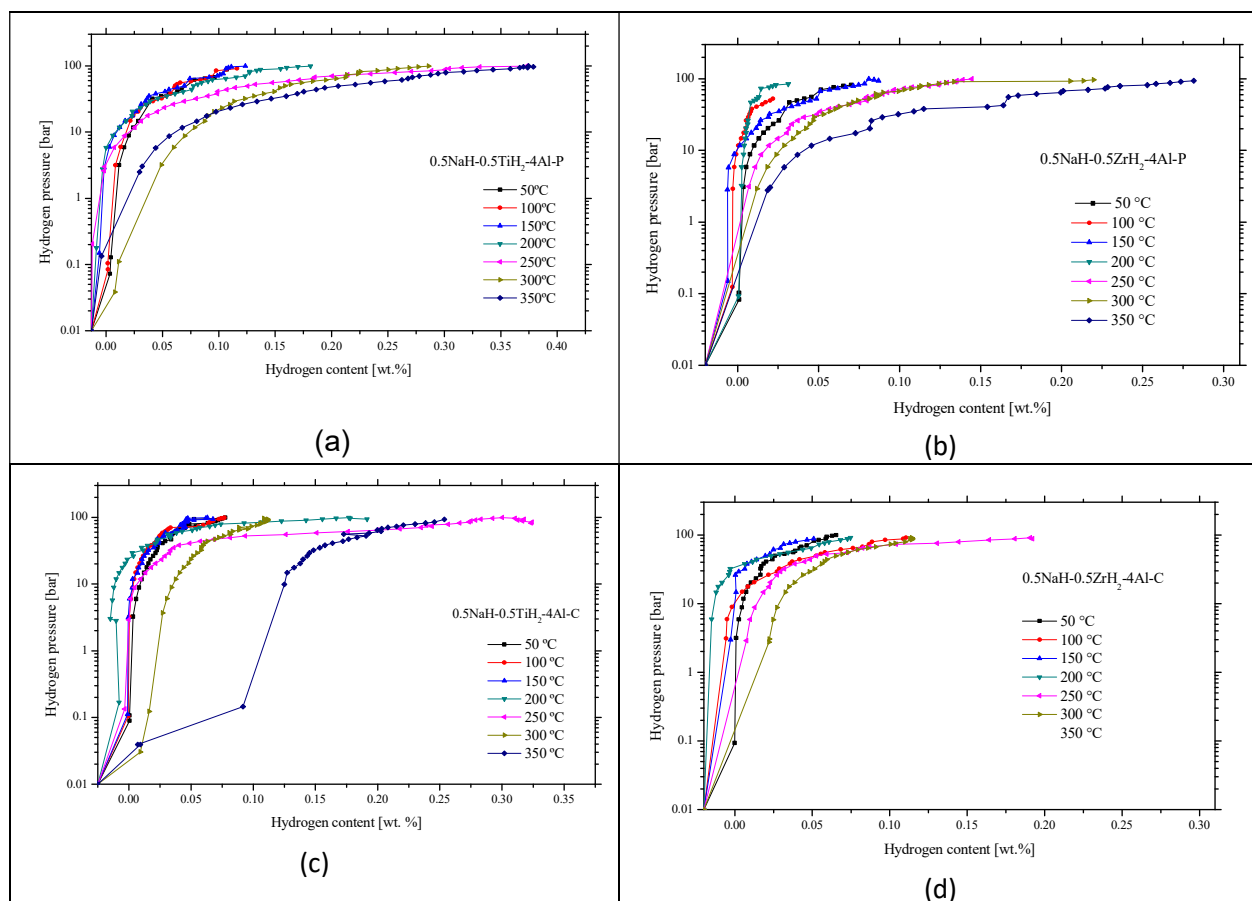 Hydrogen pressure [bar]
100
10
1
0.1
0.01
0.5NaH-0.5TiH2-4Al-P
50ºC
100ºC
150ºC
200ºC
250ºC
300ºC
350ºC
0.00 0.05 0.10 0.15 0.20 0.25 0.30 0.35 0.40
Hydrogen content [wt.%]
(a)
Hydrogen pressure [bar]
100
10
1
0.1
0.01
0.5NaH-0.5ZrH2-4Al-P
50 °C
100 °C
150 °C
200 °C
250 °C
300 °C
350 °C
0.00 0.05 0.10 0.15 0.20 0.25 0.30
Hydrogen content [wt.%]
(b)
Hydrogen pressure [bar]
100
10
1
0.1
0.01
0.5NaH-0.5TiH2-4Al-C
50 ºC
100 ºC
150 ºC
200 ºC
250 ºC
300 ºC
350 ºC
0.00 0.05 0.10 0.15 0.20 0.25 0.30 0.35
Hydrogen content [wt. %]
(c)
Hydrogen pressure [bar]
100
10
1
0.1
0.01
0.5NaH-0.5ZrH2-4Al-C
50 °C
100 °C
150 °C
200 °C
250 °C
300 °C
350 °C
0.00 0.05 0.10 0.15 0.20 0.25 0.30
Hydrogen content [wt.%]
(d)